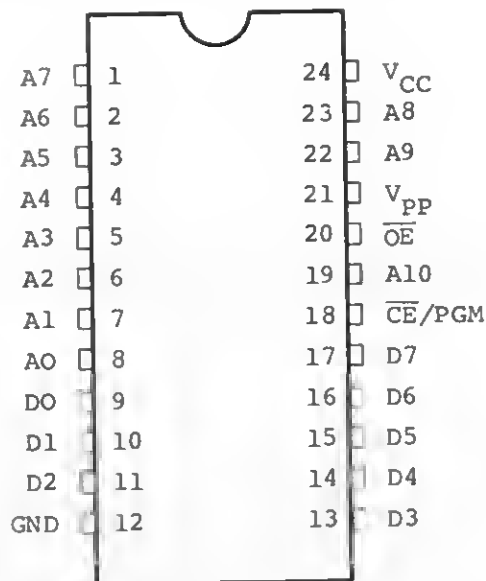 A7 1 24 VCC
A6 2 23 A8
A5 3 22 A9
A4 4 21 Vpp
A3 5 20 OE
A2 6 19 A10
A1 7 18 CE/PGM
A0 8 17 D7
D0 9 16 D6
D1 10 15 D5
D2 11 14 D4
GND 12 13 D3